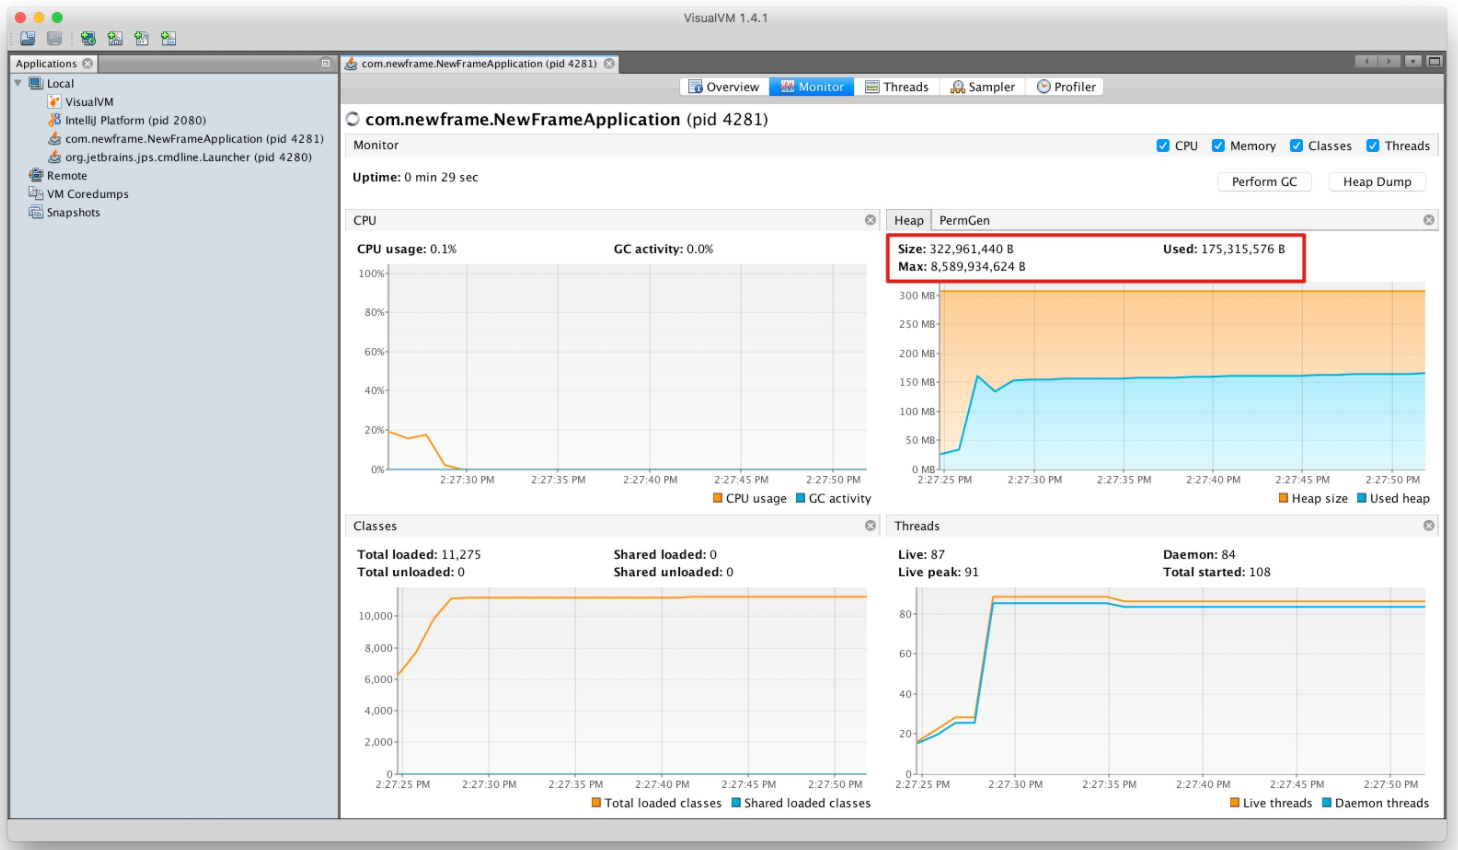 VisualVM 1.4.1
Applications
Local
VisualVM
IntelliJ Platform (pid 2080)
com.newframe.NewFrameApplication (pid 4281)
org.jetbrains.jps.cmdline.Launcher (pid 4280)
Remote
VM Coredumps
Snapshots
com.newframe.NewFrameApplication (pid 4281)
Overview Monitor Threads Sampler Profiler
com.newframe.NewFrameApplication (pid 4281)
Monitor CPU Memory Classes Threads
Uptime: 0 min 29 sec
Perform GC Heap Dump
CPU
CPU usage: 0.1% GC activity: 0.0%
100%
80%
60%
40%
20%
0%
2:27:30 PM 2:27:35 PM 2:27:40 PM 2:27:45 PM 2:27:50 PM
CPU usage GC activity
Heap PermGen
Size: 322,961,440 B Used: 175,315,576 B
Max: 8,589,934,624 B
300 MB
250 MB
200 MB
150 MB
100 MB
50 MB
0 MB
2:27:25 PM 2:27:30 PM 2:27:35 PM 2:27:40 PM 2:27:45 PM 2:27:50 PM
Heap size Used heap
Classes
Total loaded: 11,275 Shared loaded: 0
Total unloaded: 0 Shared unloaded: 0
10,000
8,000
6,000
4,000
2,000
0
2:27:25 PM 2:27:30 PM 2:27:35 PM 2:27:40 PM 2:27:45 PM 2:27:50 PM
Total loaded classes Shared loaded classes
Threads
Live: 87 Daemon: 84
Live peak: 91 Total started: 108
80
60
40
20
0
2:27:25 PM 2:27:30 PM 2:27:35 PM 2:27:40 PM 2:27:45 PM 2:27:50 PM
Live threads Daemon threads